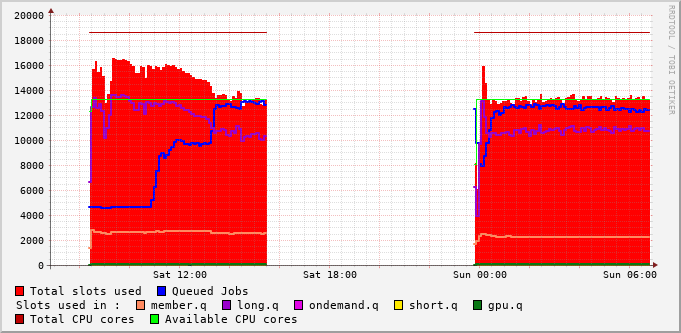 20000
18000
16000
14000
12000
10000
8000
6000
4000
2000
0
Sat 12:00 Sat 18:00 Sun 00:00 Sun 06:00
RRDTOOL / TOBI OETIKER
Total slots used Queued Jobs
Slots used in : member.q long.q ondemand.q short.q gpu.q
Total CPU cores Available CPU cores